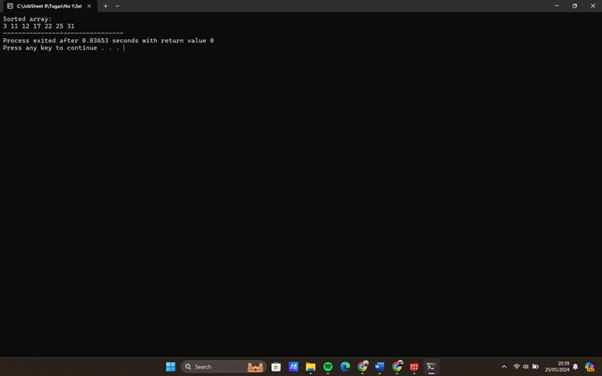 C:\JobSheet 9\Tugas\No 1\Sel
Sorted array:
3 11 12 17 22 25 31
--------------------------------
Process exited after 0.03653 seconds with return value 0
Press any key to continue . . .
Search
20:39
25/05/2024